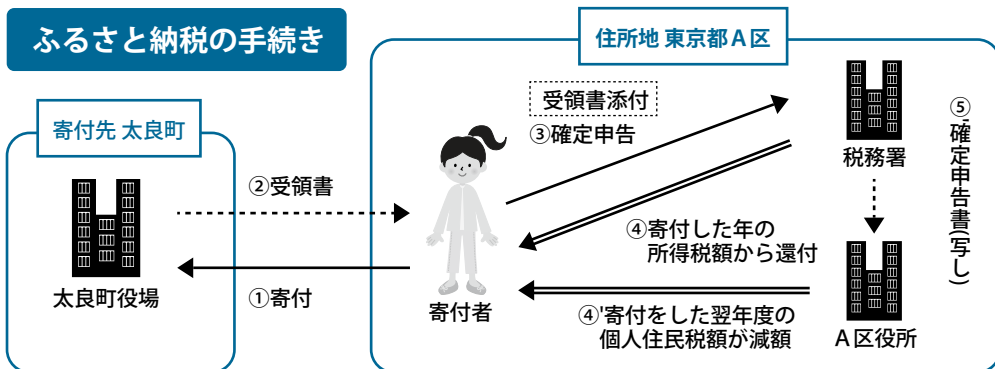 ふるさと納税の手続き
住所地 東京都A区
寄付先 太良町
受領書添付
③確定申告
税務署
⑤確定申告書(写し)
②受領書
④寄付した年の
所得税額から還付
太良町役場
①寄付
寄付者
④'寄付をした翌年度の
個人住民税額が減額
A区役所